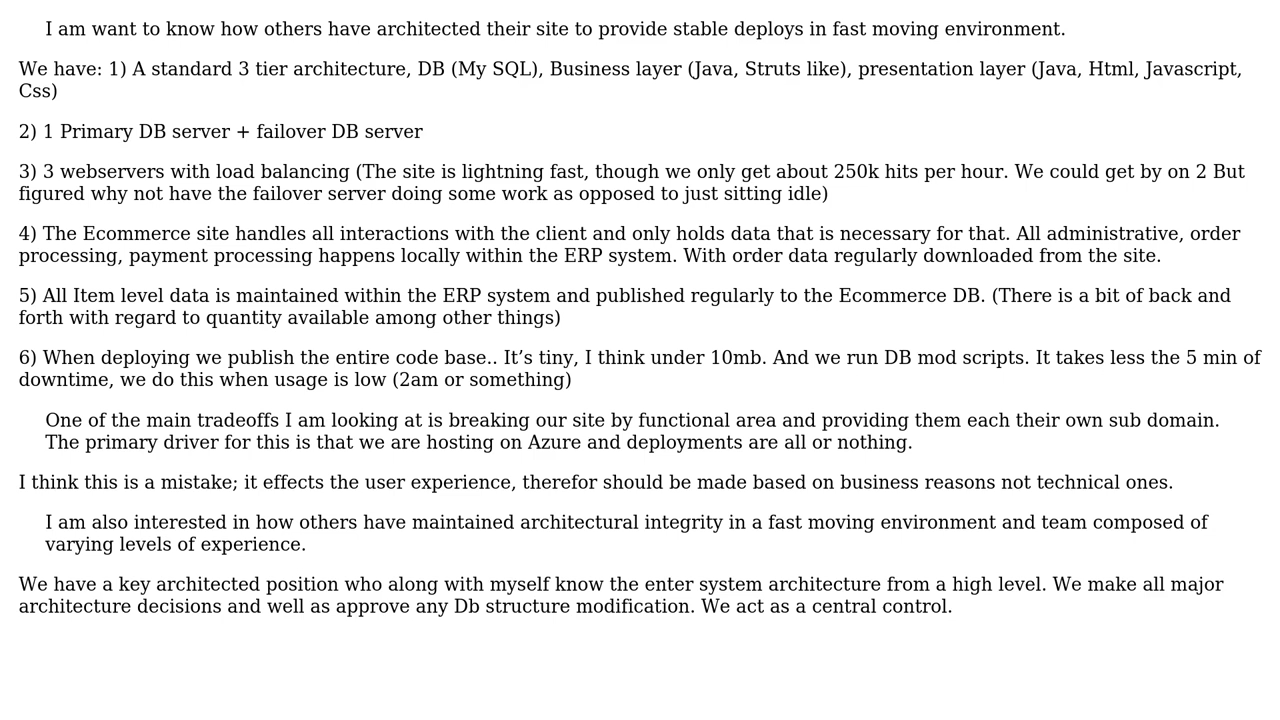 I am want to know how others have architected their site to provide stable deploys in fast moving environment.
We have: 1) A standard 3 tier architecture, DB (My SQL), Business layer (Java, Struts like), presentation layer (Java, Html, Javascript,
Css)
2) 1 Primary DB server + failover DB server
3) 3 webservers with load balancing (The site is lightning fast, though we only get about 250k hits per hour. We could get by on 2 But
figured why not have the failover server doing some work as opposed to just sitting idle)
4) The Ecommerce site handles all interactions with the client and only holds data that is necessary for that. All administrative, order
processing, payment processing happens locally within the ERP system. With order data regularly downloaded from the site.
5) All Item level data is maintained within the ERP system and published regularly to the Ecommerce DB. (There is a bit of back and
forth with regard to quantity available among other things)
6) When deploying we publish the entire code base.. It’s tiny, I think under 10mb. And we run DB mod scripts. It takes less the 5 min of
downtime, we do this when usage is low (2am or something)
One of the main tradeoffs I am looking at is breaking our site by functional area and providing them each their own sub domain.
The primary driver for this is that we are hosting on Azure and deployments are all or nothing.
I think this is a mistake; it effects the user experience, therefor should be made based on business reasons not technical ones.
I am also interested in how others have maintained architectural integrity in a fast moving environment and team composed of
varying levels of experience.
We have a key architected position who along with myself know the enter system architecture from a high level. We make all major
architecture decisions and well as approve any Db structure modification. We act as a central control.